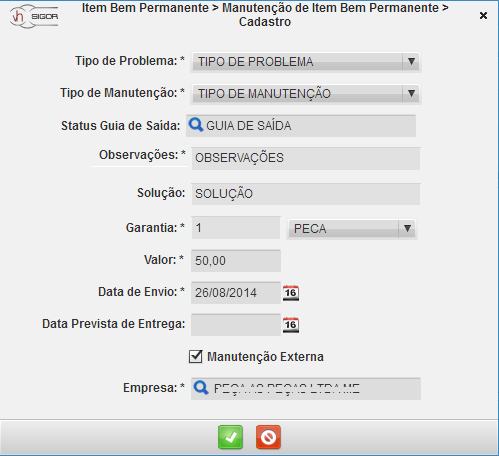 Item Bem Permanente > Manutenção de Item Bem Permanente >
Cadastro
vh SIGOR
Tipo de Problema: * TIPO DE PROBLEMA
Tipo de Manutenção: * TIPO DE MANUTENÇÃO
Status Guia de Saída: GUIA DE SAÍDA
Observações: * OBSERVAÇÕES
Solução: SOLUÇÃO
Garantia: * 1 PECA
Valor: * 50,00
Data de Envio: * 26/08/2014 16
Data Prevista de Entrega: 16
Manutenção Externa
Empresa: * PEÇAS LTDA ME